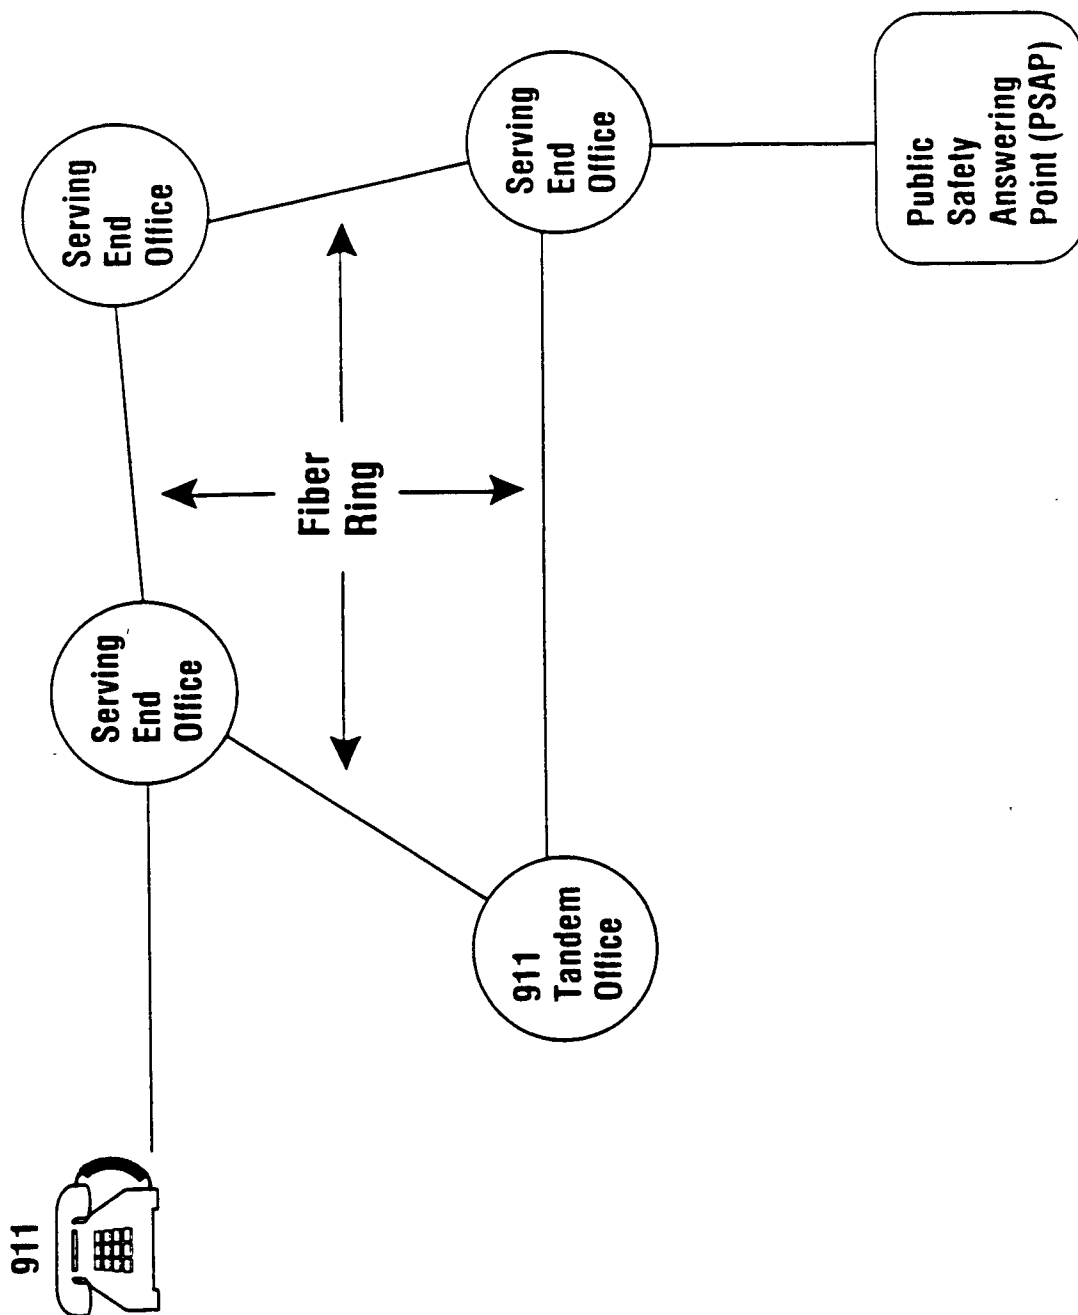 911
Serving
End
Office
Serving
End
Office
Fiber
Ring
911
Tandem
Office
Serving
End
Office
Public
Safety
Answering
Point (PSAP)